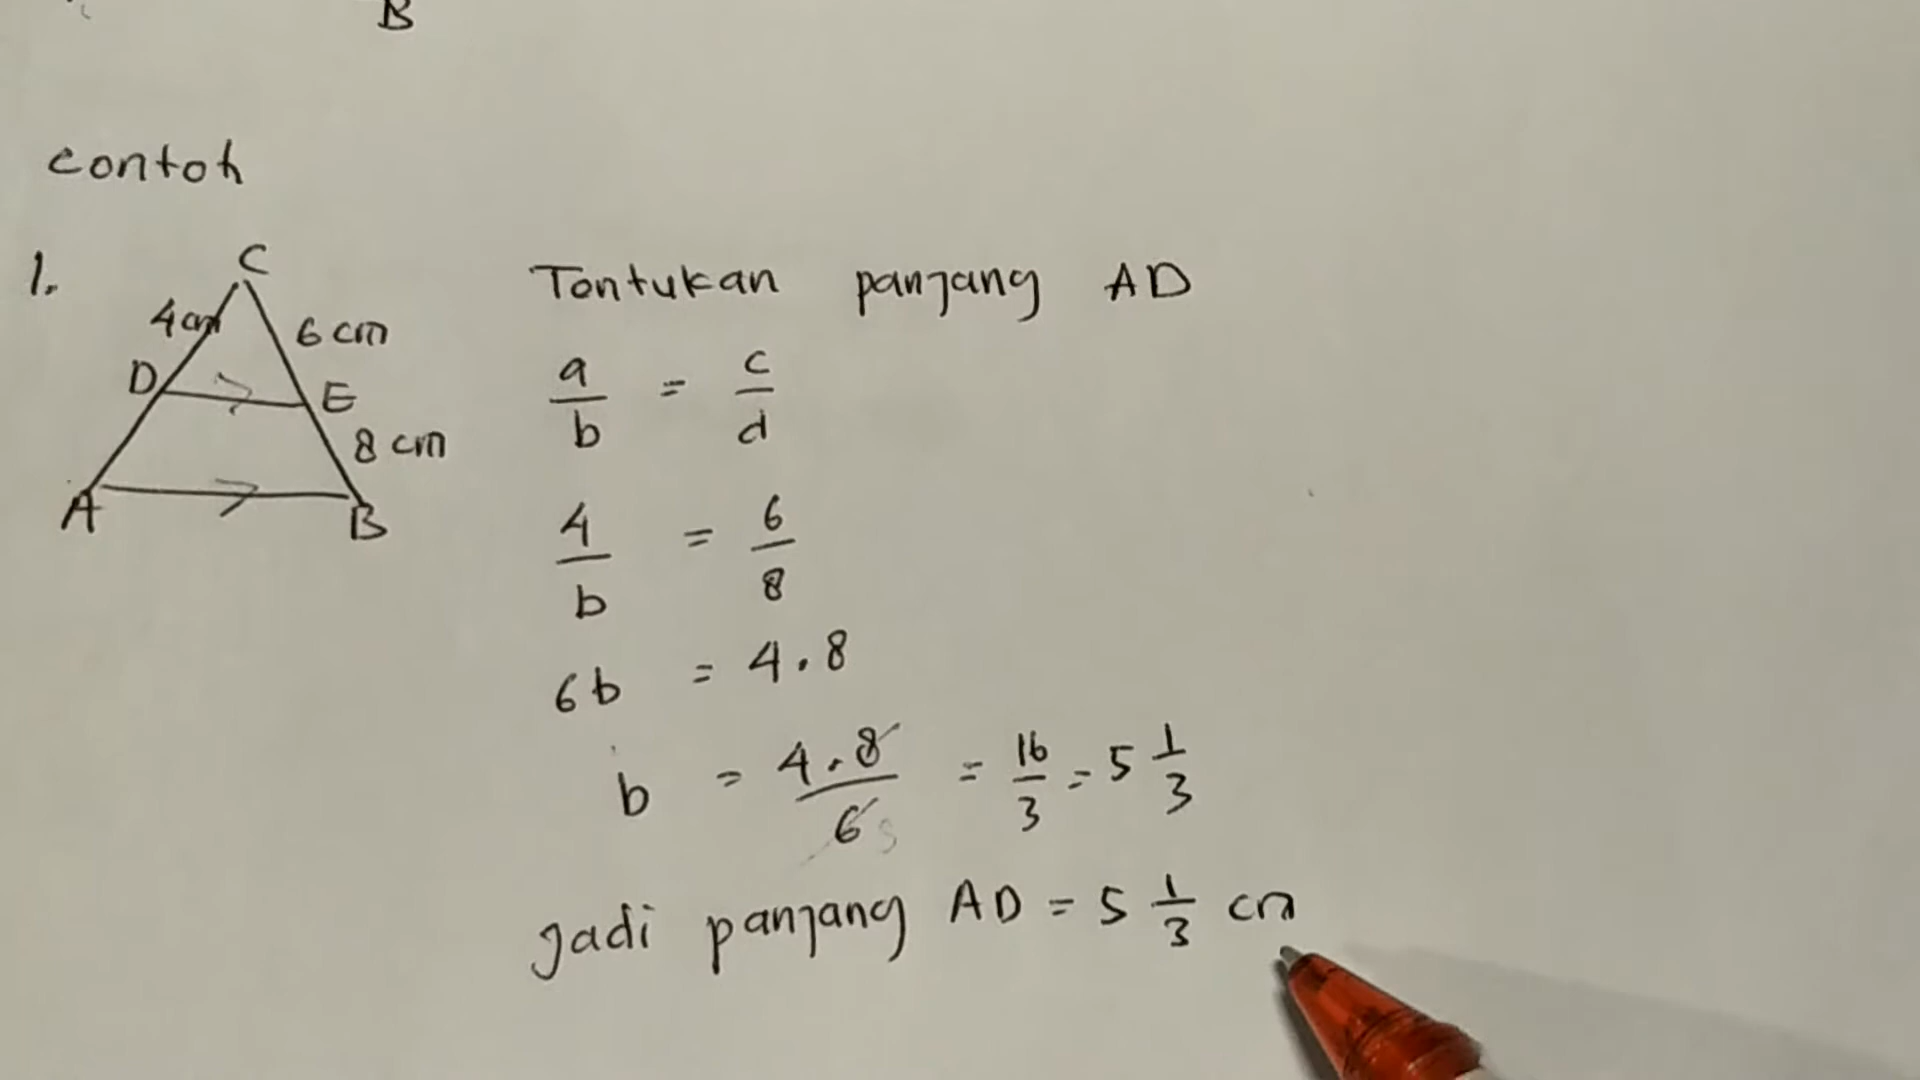 B
contoh
1.
C
4 cm
6 cm
D
E
8 cm
A
B
Tentukan panjang AD
a/b = c/d
4/b = 6/8
6b = 4.8
b = 4.8/6 3 = 16/3 = 5 1/3
Jadi panjang AD = 5 1/3 cm